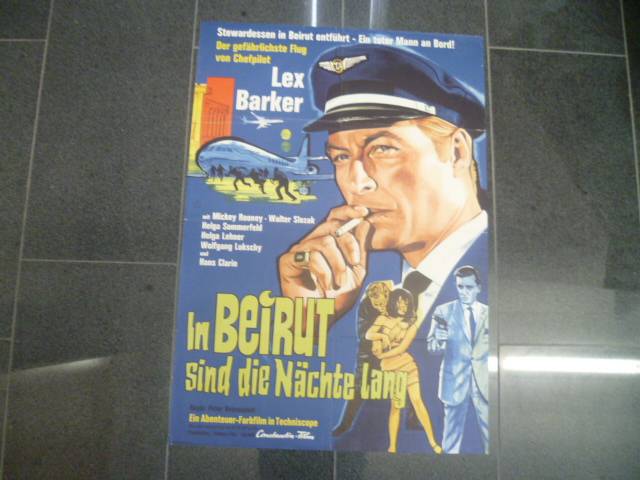 Stewardessen in Beirut entführt - Ein toter Mann an Bord!
Der gefährlichste Flug
von Chefpilot
Lex
Barker
mit Mickey Rooney - Walter Slezak
Helga Sommerfeld
Helga Lehner
Wolfgang Lukschy
und
Hans Clarin
In BEiRUT
sind die Nächte lang
Regie:
Ein Abenteuer-Farbfilm in Techniscope
Constantin-Film